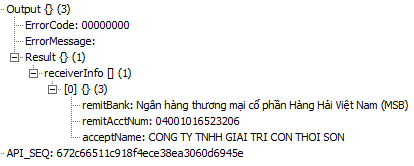 Output {} (3)
ErrorCode: 00000000
ErrorMessage:
Result {} (1)
receiverInfo [] (1)
[0] {} (3)
remitBank: Ngân hàng thương mại cổ phần Hàng Hải Việt Nam (MSB)
remitAcctNum: 04001016523206
acceptName: CONG TY TNHH GIAI TRI CON THOI SON
API_SEQ: 672c66511c918f4ece38ea3060d6945e